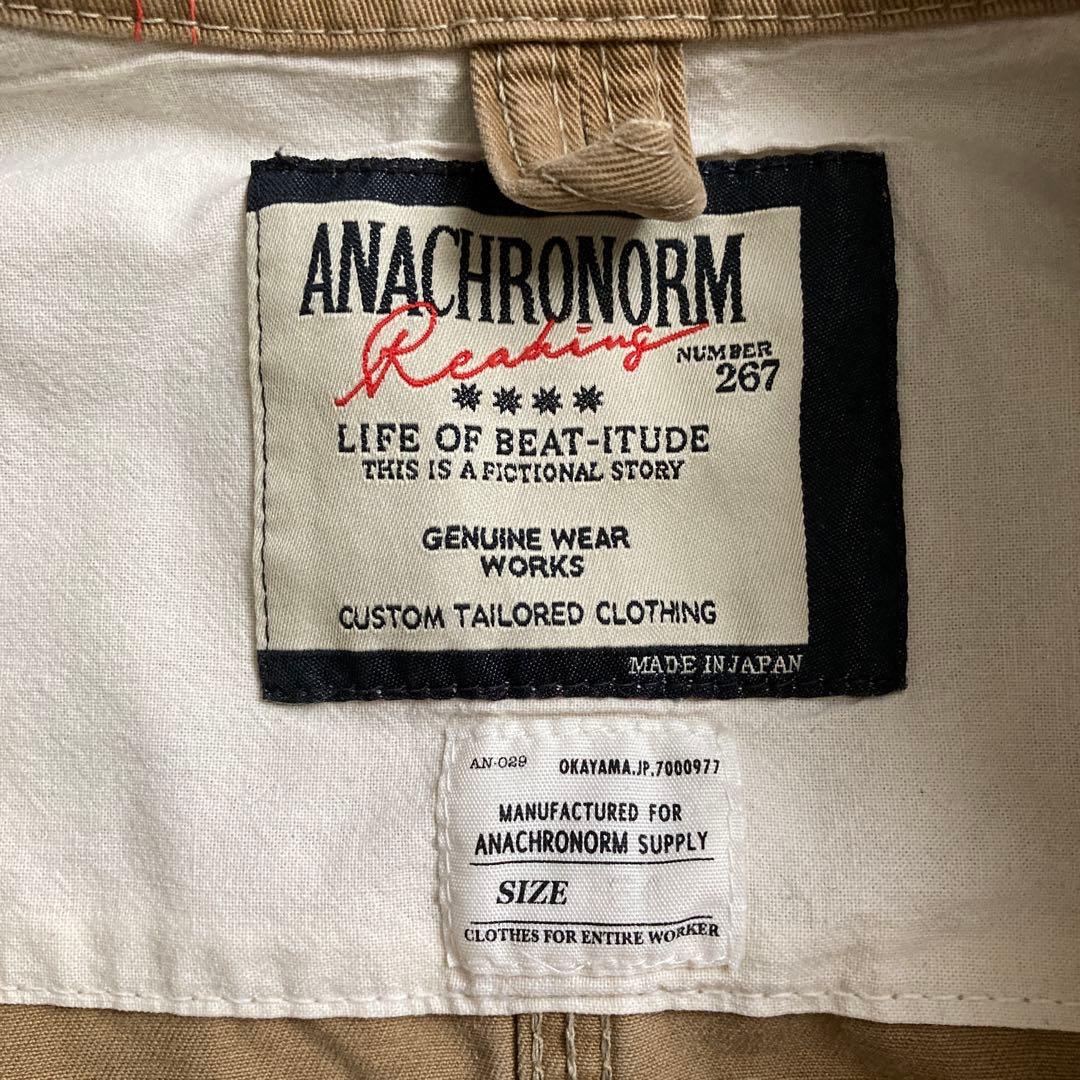 ANACHRONORM
Reading
NUMBER
267
****
LIFE OF BEAT-ITUDE
THIS IS A FICTIONAL STORY
GENUINE WEAR
WORKS
CUSTOM TAILORED CLOTHING
MADE IN JAPAN
AN-029 OKAYAMA.JP.7000977
MANUFACTURED FOR
ANACHRONORM SUPPLY
SIZE
CLOTHES FOR ENTIRE WORKER